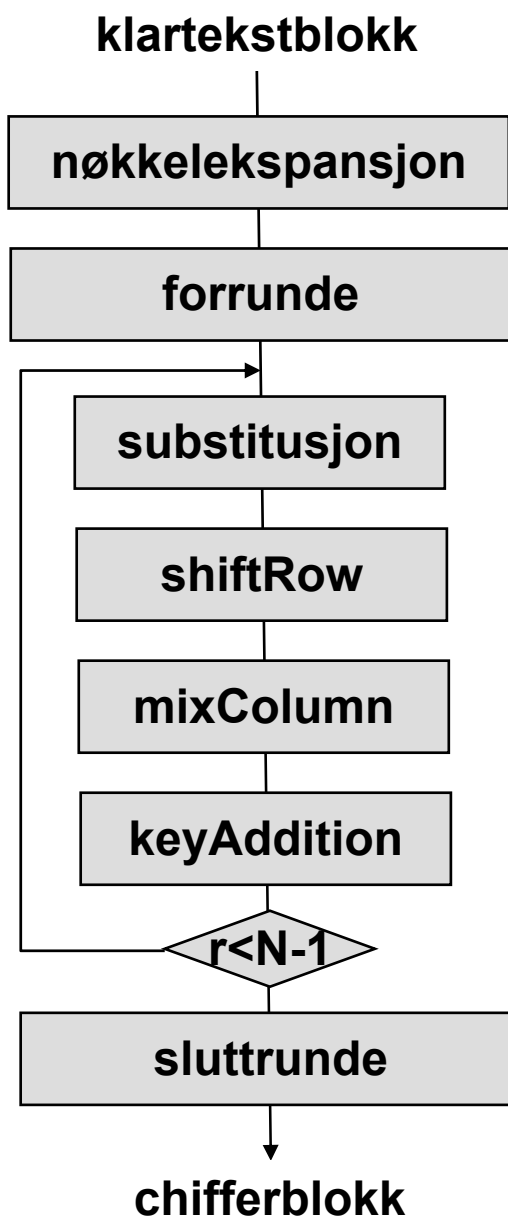 klartekstblokk
nøkkelekspansjon
forrunde
substitusjon
shiftRow
mixColumn
keyAddition
r<N-1
sluttrunde
chifferblokk